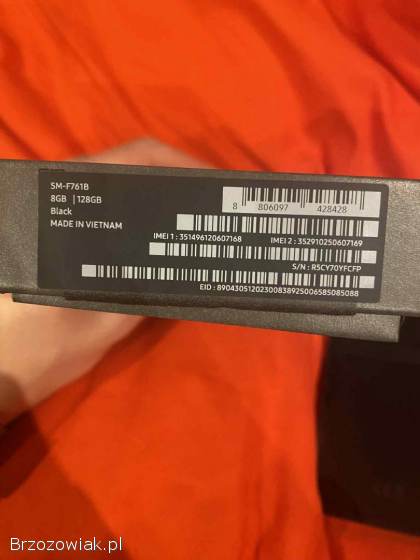 SM-F761B
8GB | 128GB
Black
MADE IN VIETNAM
8 806097 428428
IMEI 1 : 351496120607168
IMEI 2 : 352910250607169
S/N : R5CY70YFCFP
EID : 89043051202300838925006585085088
Brzozowiak.pl